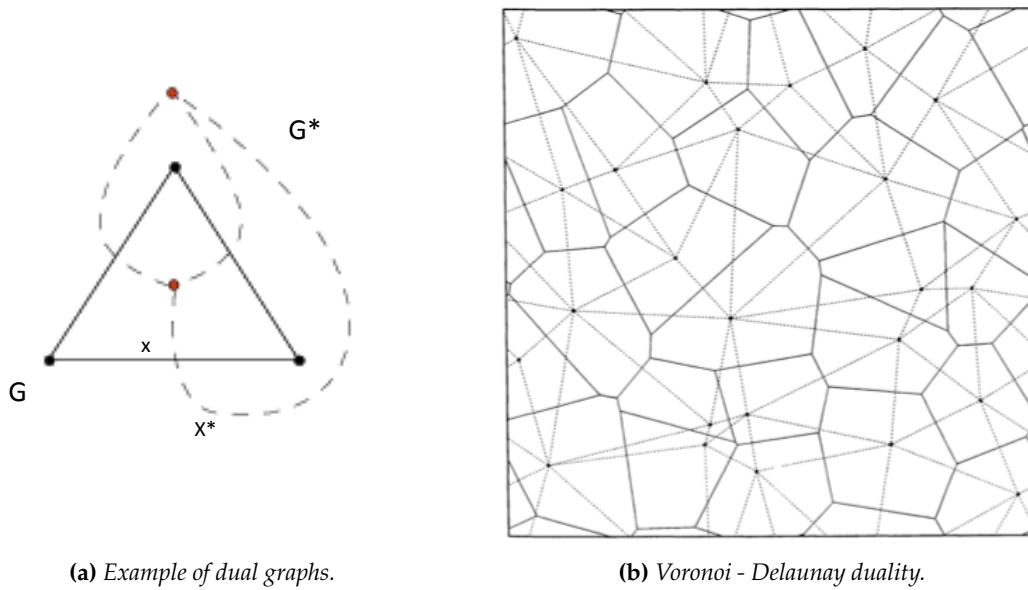 G*
x
G
X*
(a) Example of dual graphs.
(b) Voronoi - Delaunay duality.